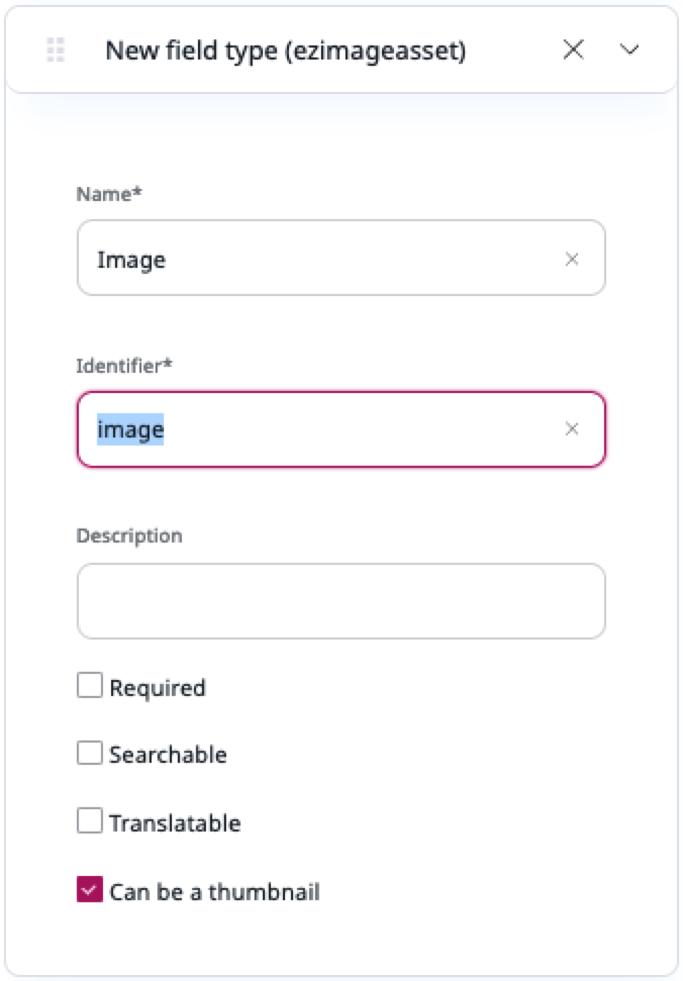 New field type (ezimageasset)
Name*
Image
Identifier*
image
Description
Required
Searchable
Translatable
Can be a thumbnail